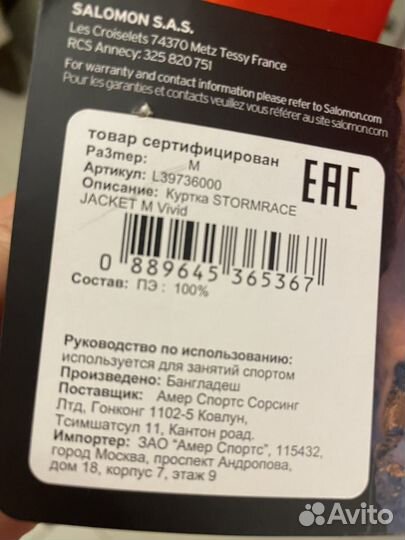 SALOMON S.A.S.
Les Croiselets 74370 Metz Tessy France
RCS Annecy: 325 820 751
For warranty and contact information please refer to Salomon.com
Pour les garanties et contacts veuillez vous référer au site salomon.com
товар сертифицирован
Ра3mер: M
Артикул: L39736000
Описание: Куртка STORMRACE
JACKET M Vivid
EAC
0 889645 365367
Состав: ПЭ : 100%
Руководство по использованию:
используется для занятий спортом
Произведено: Бангладеш
Поставщик: Амер Спортс Сорсинг
Лтд, Гонконг 1102-5 Ковлун,
Тсимшатсул 11, Кантон роад.
Импортер: ЗАО "Амер Спортс", 115432,
город Москва, проспект Андропова,
дом 18, корпус 7, этаж 9
Avito